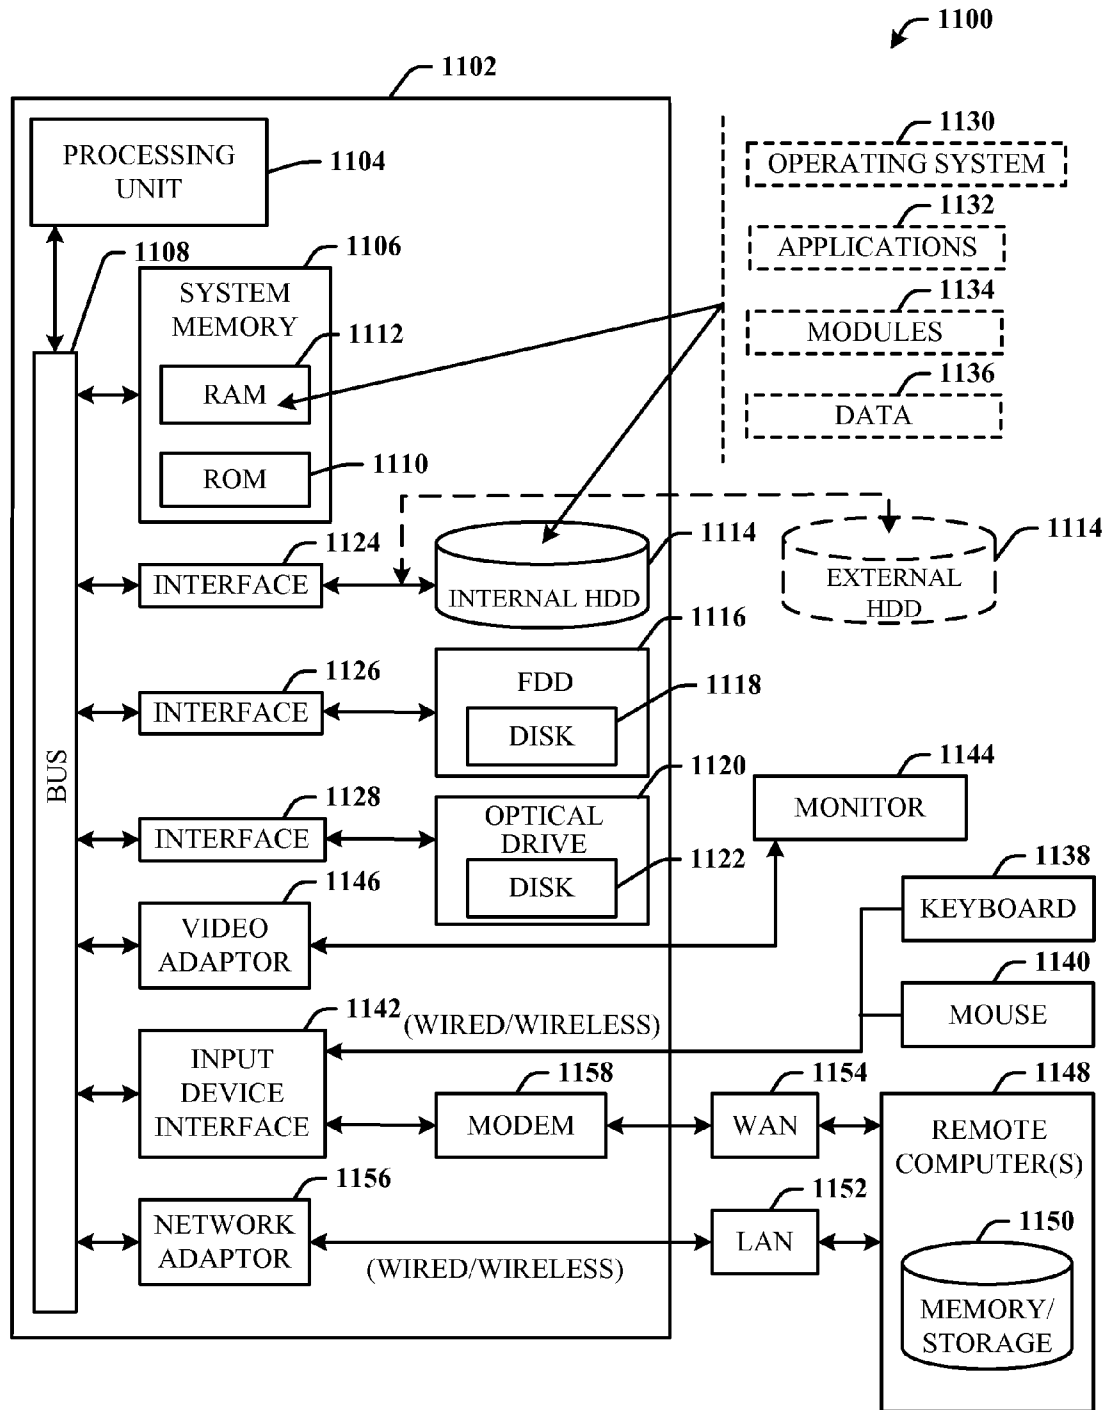 1100
1102
PROCESSING
UNIT
1104
1130
OPERATING SYSTEM
1132
APPLICATIONS
1134
MODULES
1136
DATA
1108
1106
SYSTEM
MEMORY
1112
RAM
1110
ROM
1124
INTERFACE
1114
INTERNAL HDD
1114
EXTERNAL
HDD
1116
FDD
1126
INTERFACE
1118
DISK
BUS
1120
OPTICAL
DRIVE
1128
INTERFACE
1122
DISK
1144
MONITOR
1146
VIDEO
ADAPTOR
1138
KEYBOARD
1140
MOUSE
1142
(WIRED/WIRELESS)
INPUT
DEVICE
INTERFACE
1158
MODEM
1154
WAN
1148
REMOTE
COMPUTER(S)
1156
NETWORK
ADAPTOR
(WIRED/WIRELESS)
1152
LAN
1150
MEMORY/
STORAGE